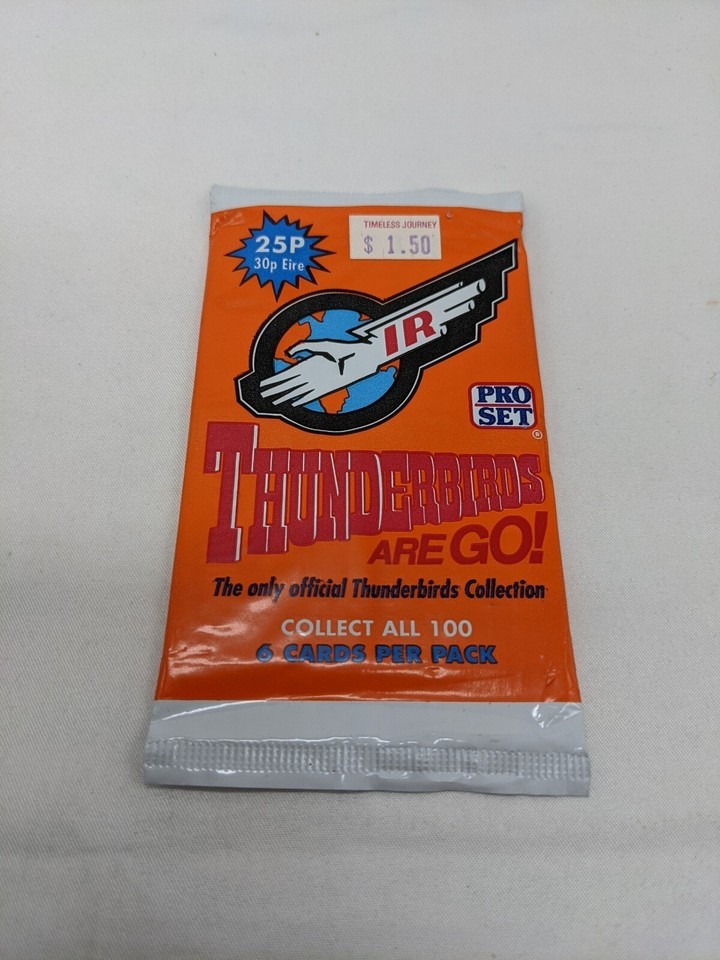 TIMELESS JOURNEY
$ 1.50
25P
30p Eire
IR
PRO
SET
®
THUNDERBIRDS
ARE GO!
The only official Thunderbirds Collection
COLLECT ALL 100
6 CARDS PER PACK